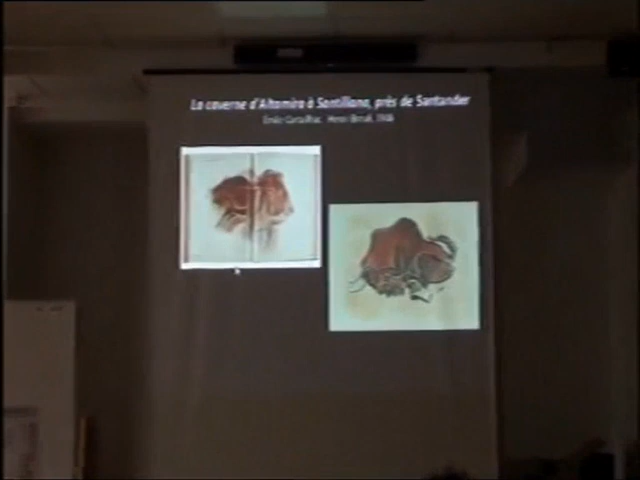 La caverne d'Altamira à Santillana, près de Santander
Émile Cartailhac Henri Breuil, 1906